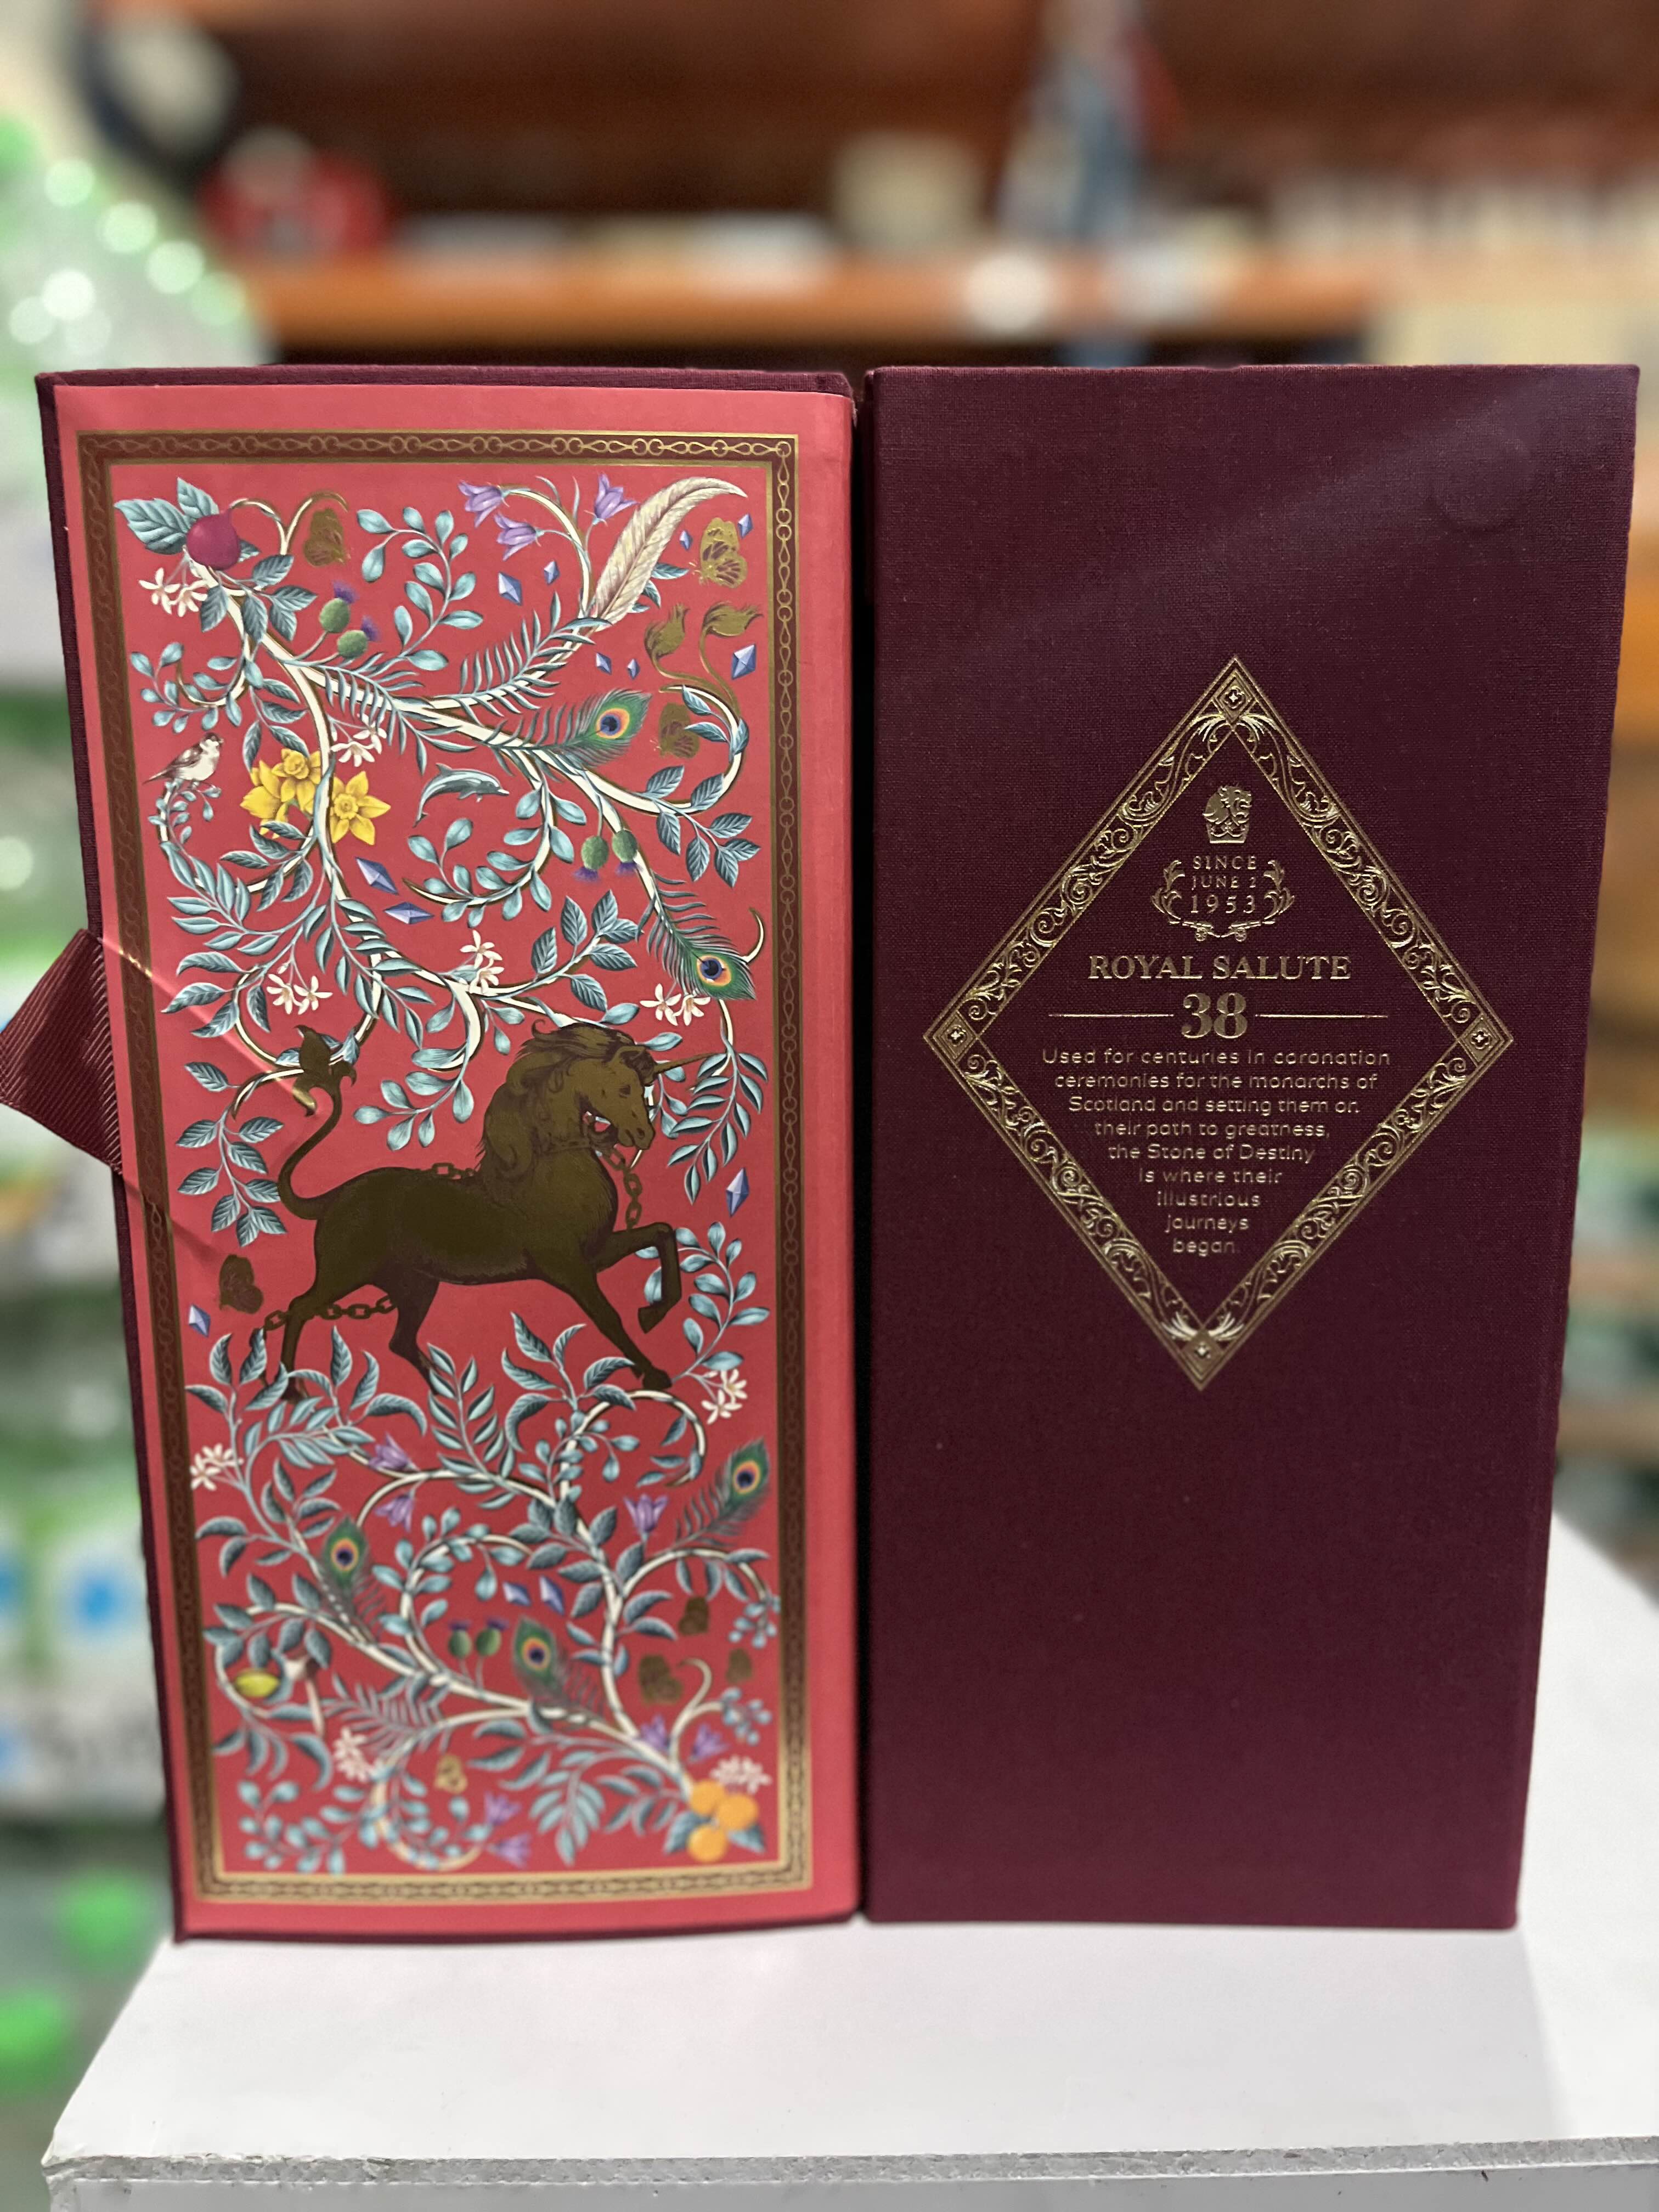 SINCE
JUNE 2
1953
ROYAL SALUTE
38
Used for centuries in coronation
ceremonies for the monarchs of
Scotland and setting them on
their path to greatness,
the Stone of Destiny
is where their
illustrious
journeys
began.